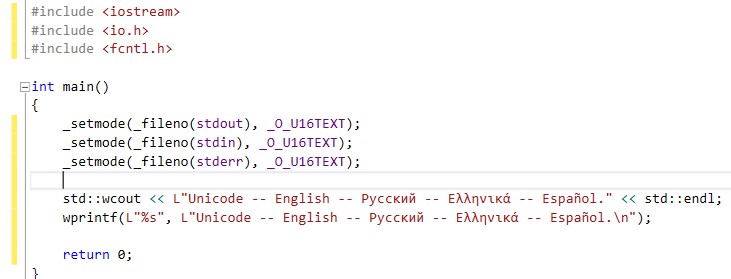 #include <iostream>
#include <io.h>
#include <fcntl.h>
int main()
{
_setmode(_fileno(stdout), _O_U16TEXT);
_setmode(_fileno(stdin), _O_U16TEXT);
_setmode(_fileno(stderr), _O_U16TEXT);
std::wcout << L"Unicode -- English -- Русский -- Ελληνικά -- Español." << std::endl;
wprintf(L"%s", L"Unicode -- English -- Русский -- Ελληνικά -- Español.\n");
return 0;
}